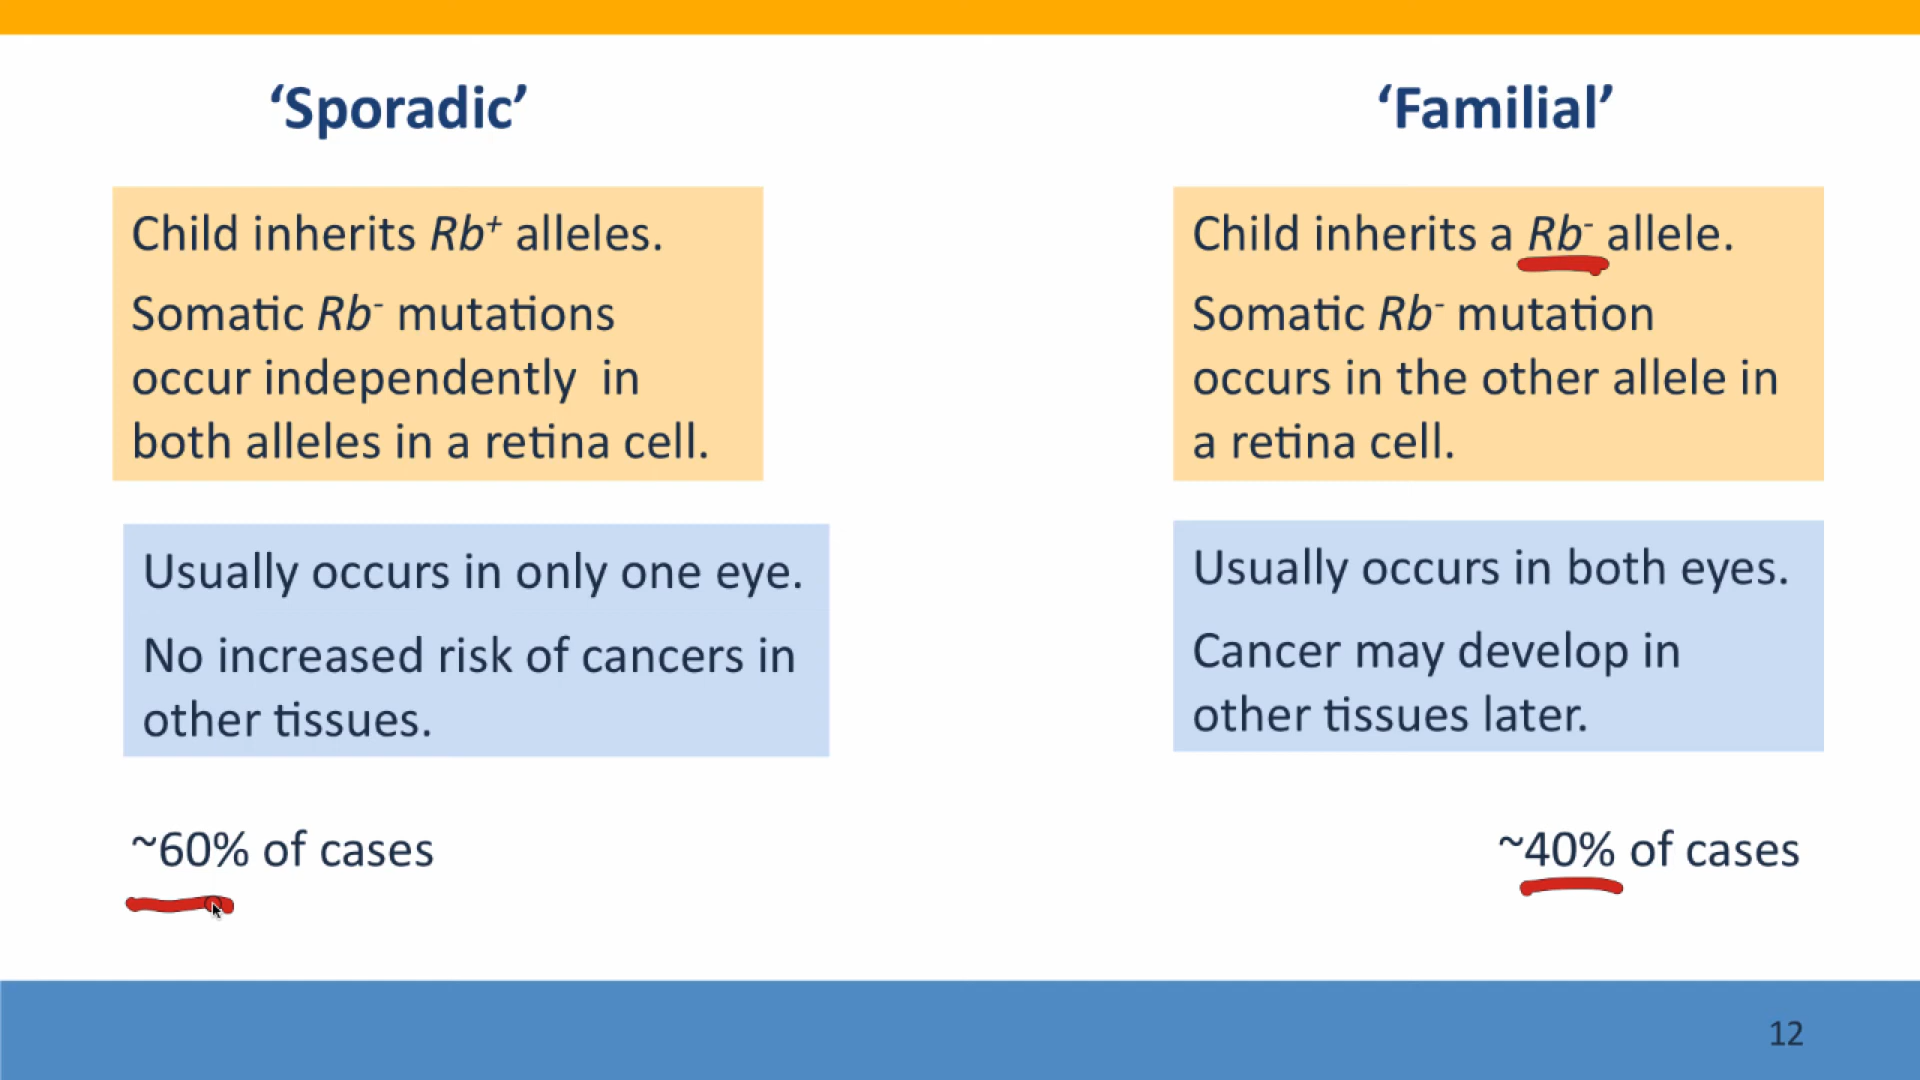 ‘Sporadic’
Child inherits Rb⁺ alleles.
Somatic Rb⁻ mutations
occur independently  in
both alleles in a retina cell.
Usually occurs in only one eye.
No increased risk of cancers in
other tissues.
~60% of cases
‘Familial’
Child inherits a Rb⁻ allele.
Somatic Rb⁻ mutation
occurs in the other allele in
a retina cell.
Usually occurs in both eyes.
Cancer may develop in
other tissues later.
~40% of cases
12